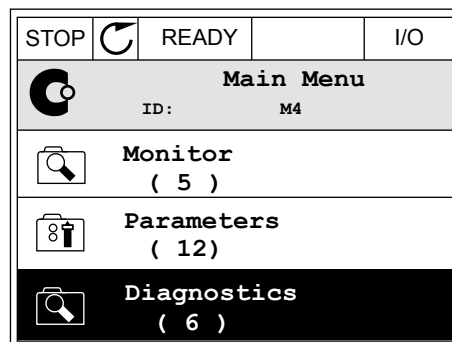 STOP READY I/O
Main Menu
ID: M4
Monitor
( 5 )
Parameters
( 12)
Diagnostics
( 6 )